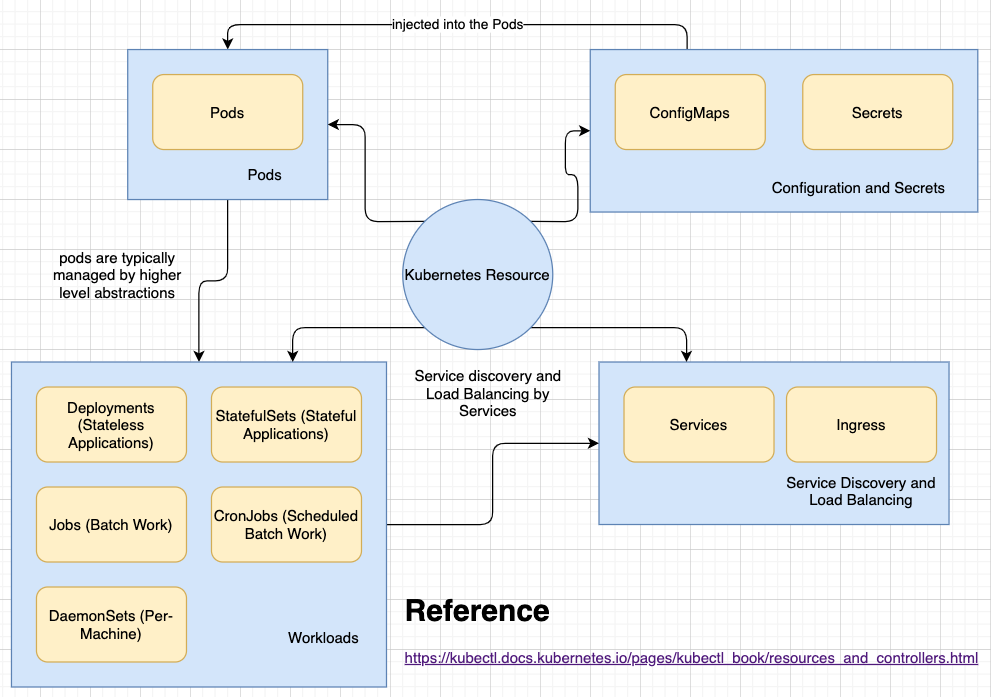 injected into the Pods
Pods
Pods
ConfigMaps
Secrets
Configuration and Secrets
Kubernetes Resource
pods are typically
managed by higher
level abstractions
Deployments
(Stateless
Applications)
StatefulSets (Stateful
Applications)
Jobs (Batch Work)
CronJobs (Scheduled
Batch Work)
DaemonSets (Per-
Machine)
Workloads
Service discovery and
Load Balancing by
Services
Services
Ingress
Service Discovery and
Load Balancing
Reference
https://kubectl.docs.kubernetes.io/pages/kubectl_book/resources_and_controllers.html